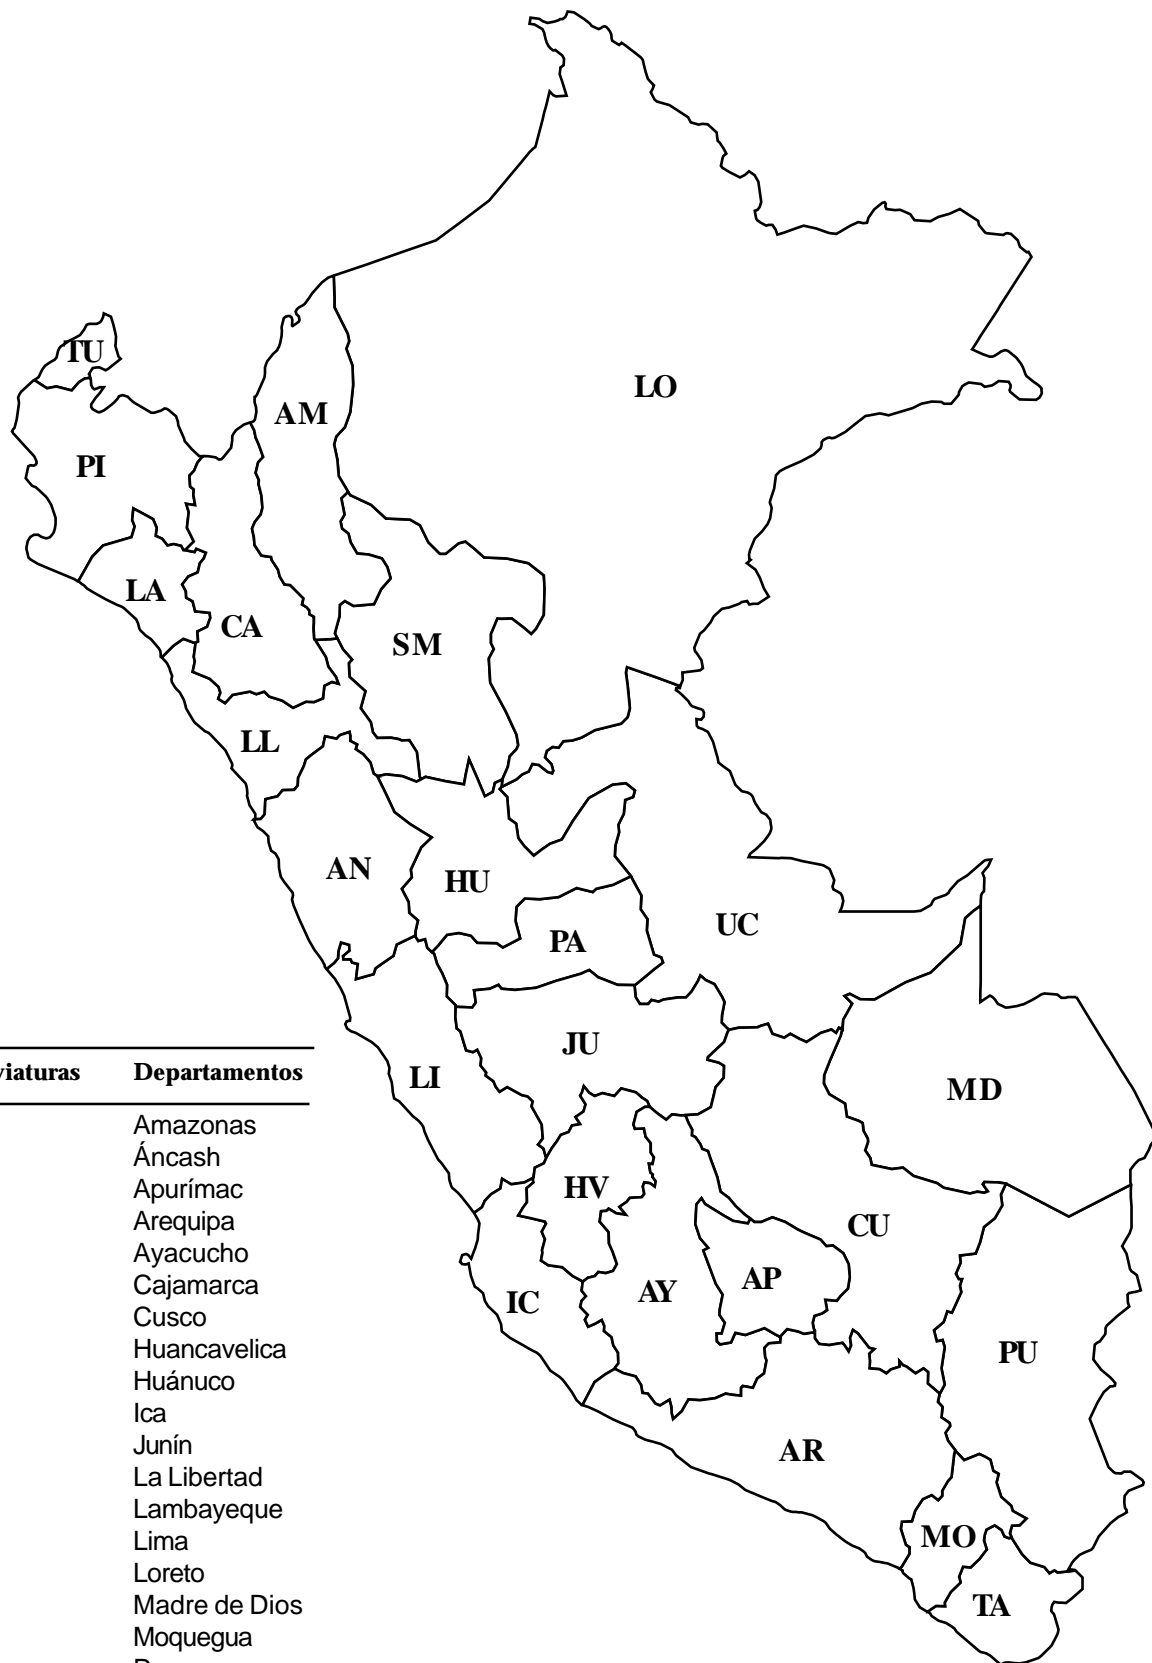 TU
LO
AM
PI
LA
CA
SM
LL
AN
HU
UC
PA
JU
LI
MD
HV
CU
AP
AY
IC
PU
AR
MO
TA
viaturas Departamentos
Amazonas
Áncash
Apurímac
Arequipa
Ayacucho
Cajamarca
Cusco
Huancavelica
Huánuco
Ica
Junín
La Libertad
Lambayeque
Lima
Loreto
Madre de Dios
Moquegua